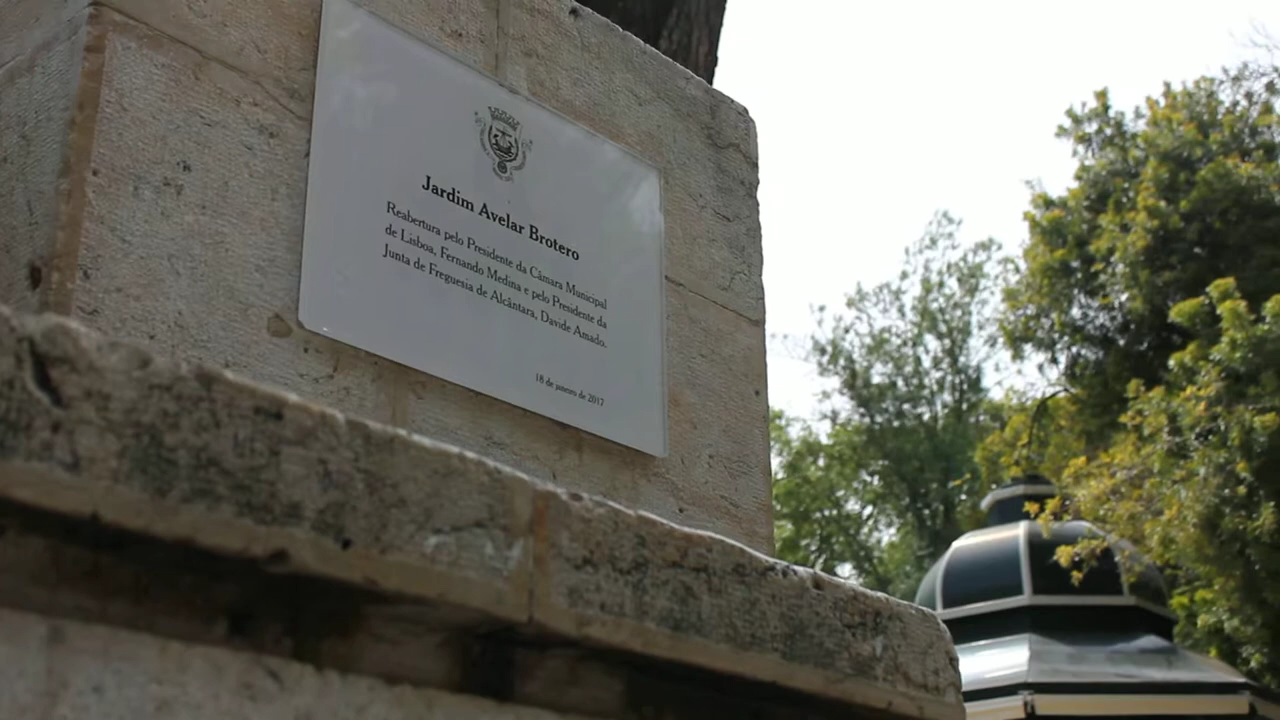 Jardim Avelar Brotero
Reabertura pelo Presidente da Câmara Municipal
de Lisboa, Fernando Medina e pelo Presidente da
Junta de Freguesia de Alcântara, Davide Amado.
18 de janeiro de 2017